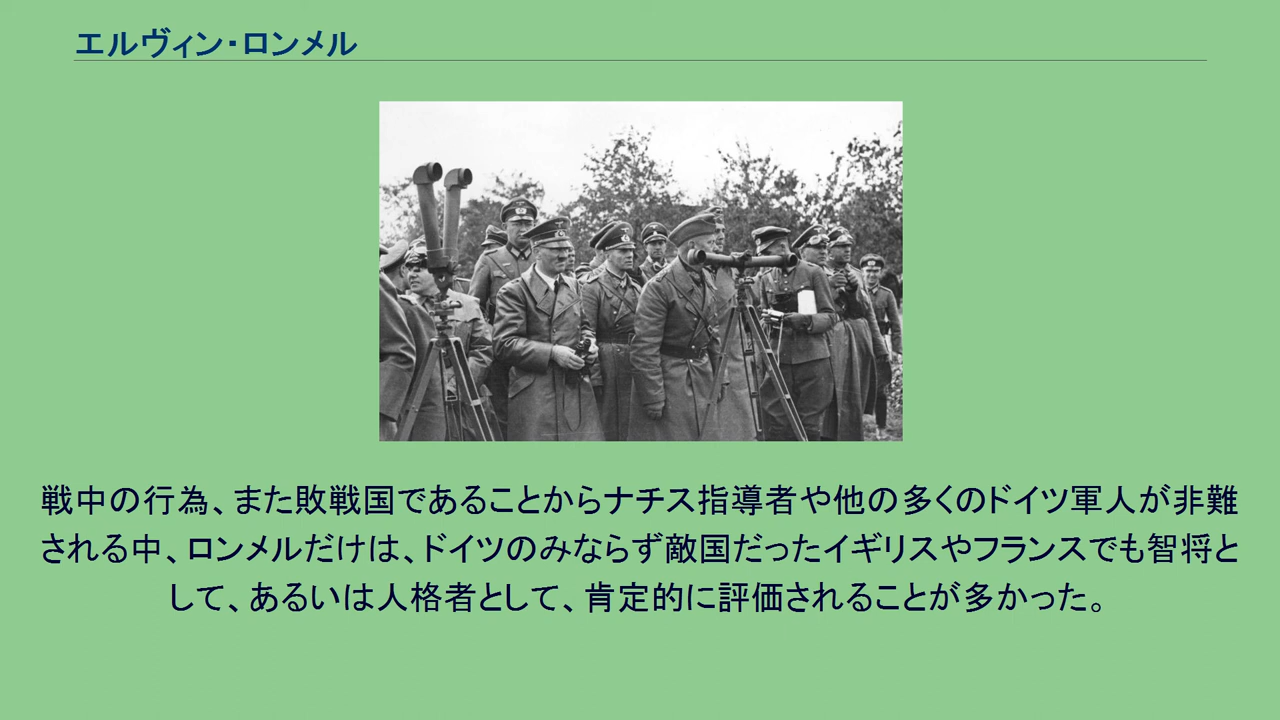 エルヴィン・ロンメル
戦中の行為、また敗戦国であることからナチス指導者や他の多くのドイツ軍人が非難
される中、ロンメルだけは、ドイツのみならず敵国だったイギリスやフランスでも智将と
して、あるいは人格者として、肯定的に評価されることが多かった。